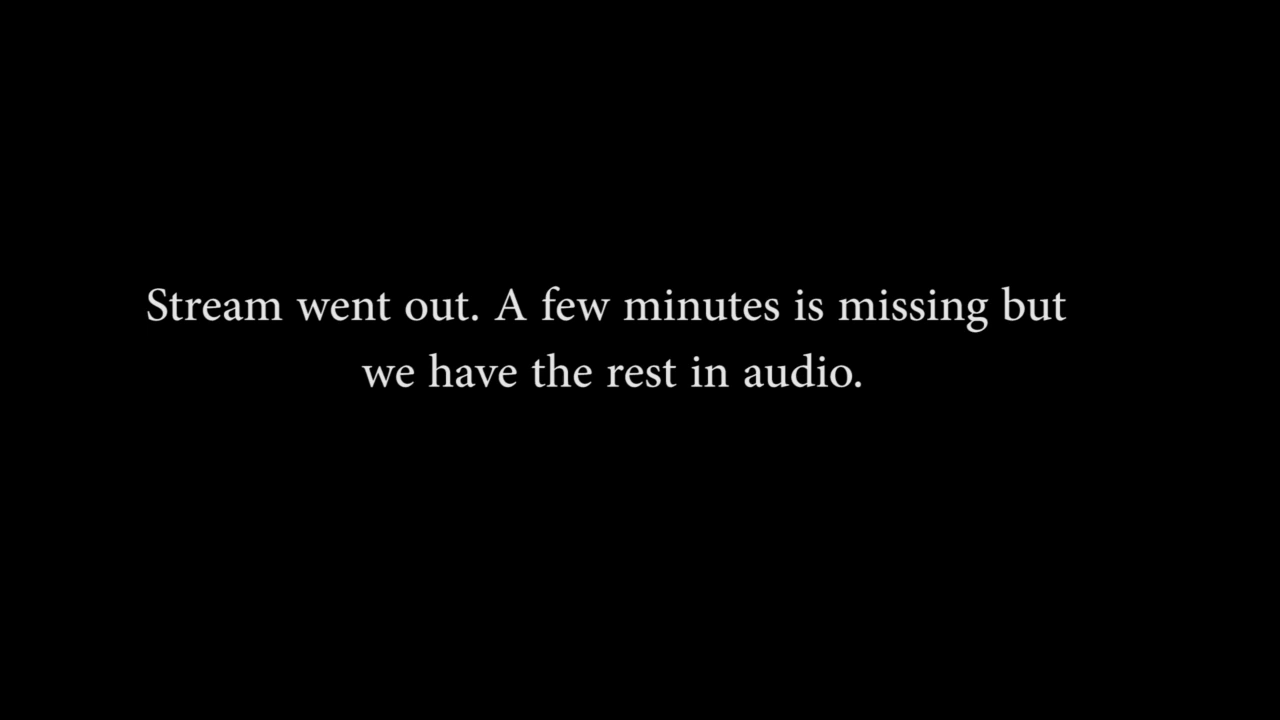 Stream went out. A few minutes is missing but
we have the rest in audio.